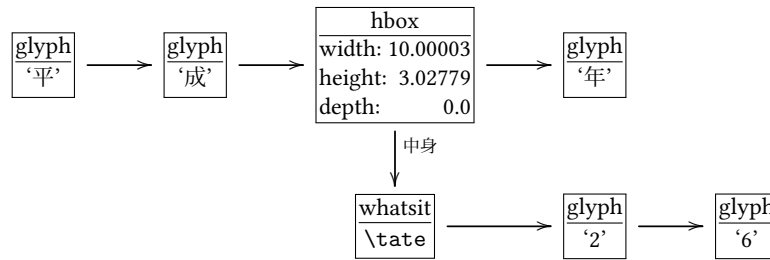 glyph
‘平’
glyph
‘成’
hbox
width: 10.00003
height: 3.02779
depth: 0.0
glyph
‘年’
中身
whatsit
\tate
glyph
‘2’
glyph
‘6’